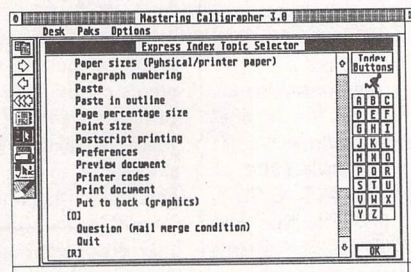 Mastering Calligrapher 3.0
Desk Paks Options
Express Index Topic Selector
Paper sizes (Pyhsical/printer paper)
Paragraph numbering
Paste
Paste in outline
Page percentage size
Point size
Postscript printing
Preferences
Preview document
Printer codes
Print document
Put to back (graphics)
[O]
Question (mail merge condition)
Quit
[R]
Index
Buttons
A B C
D E F
G H I
J K L
M N O
P Q R
S T U
V W X
Y Z
OK